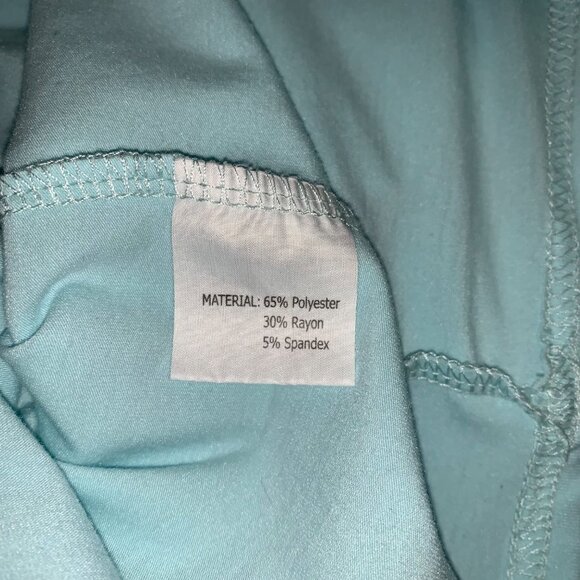 MATERIAL: 65% Polyester
30% Rayon
5% Spandex